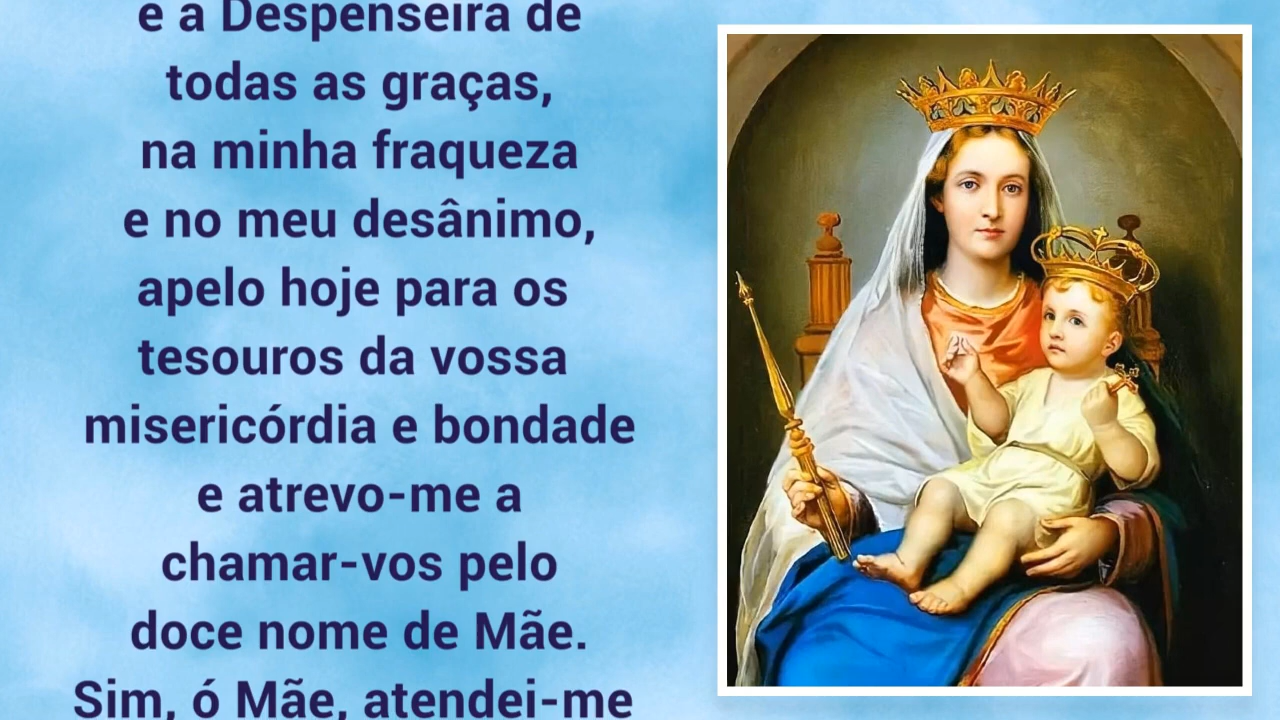 e a Despenseira de
todas as graças,
na minha fraqueza
e no meu desânimo,
apelo hoje para os
tesouros da vossa
misericórdia e bondade
e atrevo-me a
chamar-vos pelo
doce nome de Mãe.
Sim, ó Mãe, atendei-me